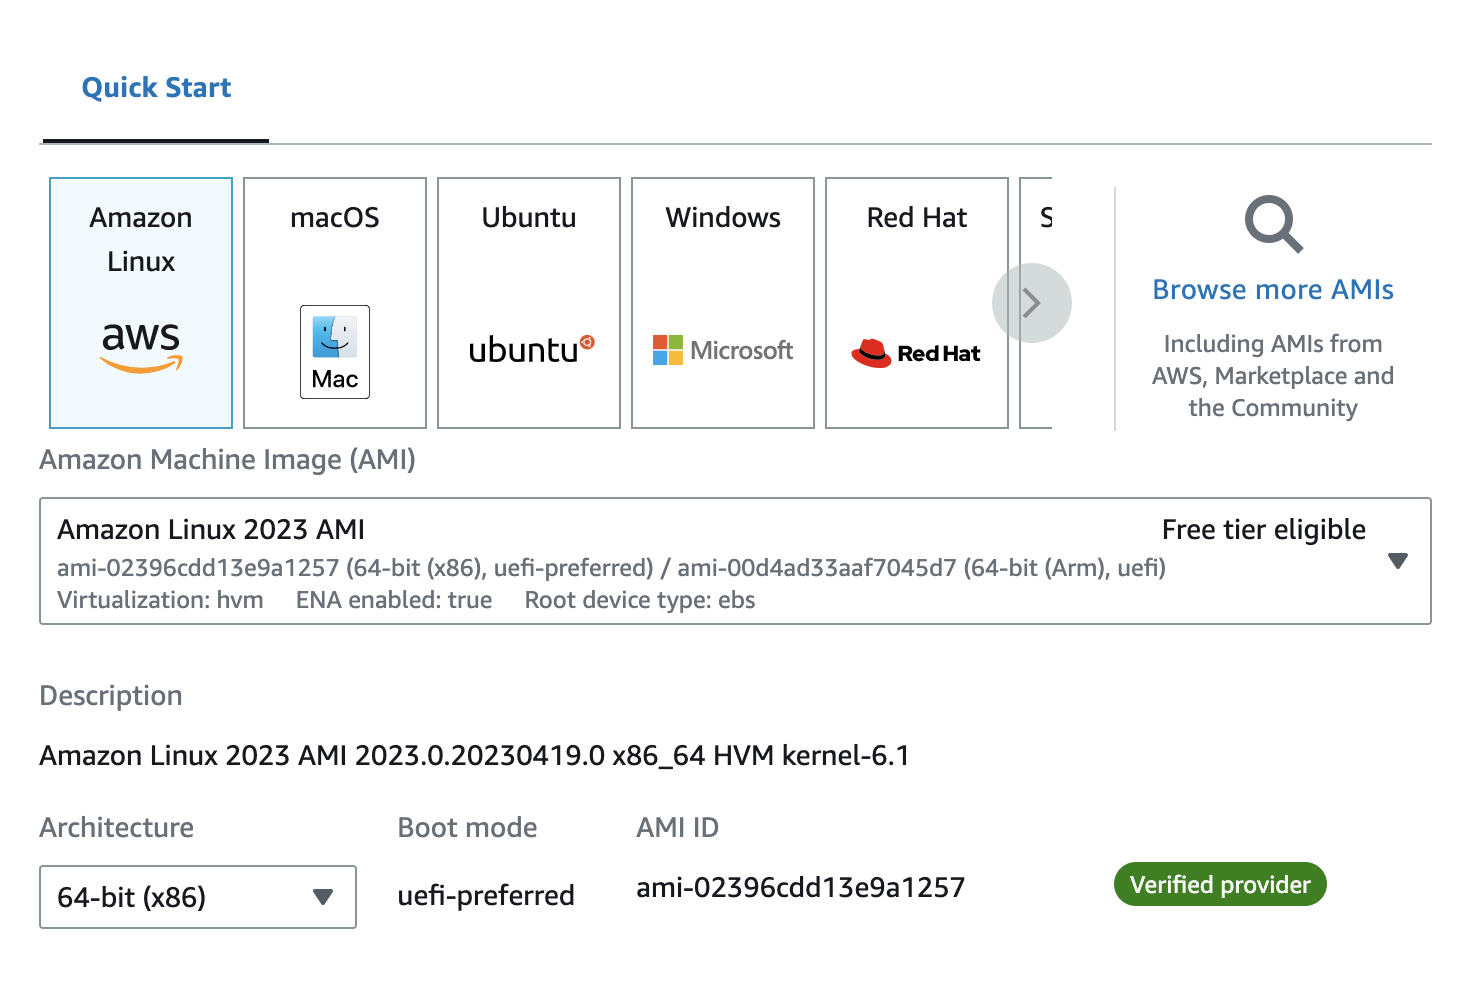 Quick Start
Amazon
Linux
macOS
Ubuntu
Windows
Red Hat
S
aws
Mac
ubuntu
Microsoft
Red Hat
Browse more AMIs
Including AMIs from
AWS, Marketplace and
the Community
Amazon Machine Image (AMI)
Amazon Linux 2023 AMI
Free tier eligible
ami-02396cdd13e9a1257 (64-bit (x86), uefi-preferred) / ami-00d4ad33aaf7045d7 (64-bit (Arm), uefi)
Virtualization: hvm ENA enabled: true Root device type: ebs
Description
Amazon Linux 2023 AMI 2023.0.20230419.0 x86_64 HVM kernel-6.1
Architecture
Boot mode
AMI ID
64-bit (x86)
uefi-preferred
ami-02396cdd13e9a1257
Verified provider